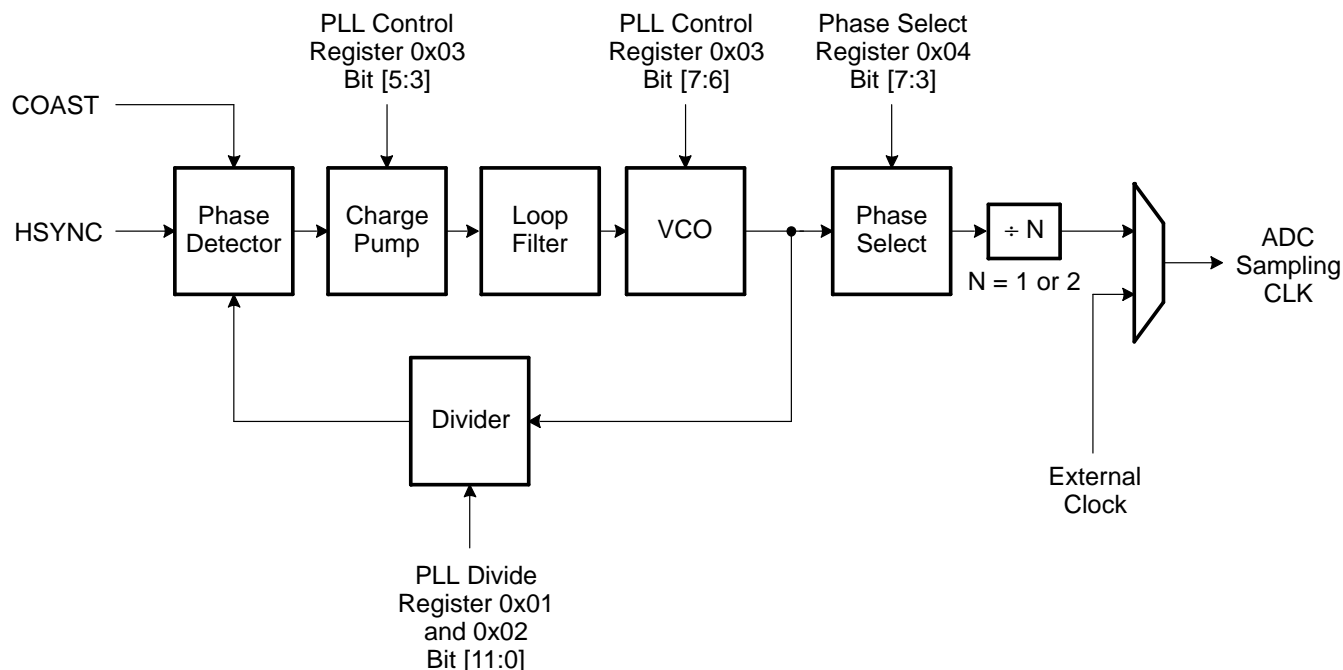 PLL Control
Register 0x03
Bit [5:3]
PLL Control
Register 0x03
Bit [7:6]
Phase Select
Register 0x04
Bit [7:3]
COAST
HSYNC
Phase
Detector
Charge
Pump
Loop
Filter
VCO
Phase
Select
÷ N
N = 1 or 2
ADC
Sampling
CLK
Divider
External
Clock
PLL Divide
Register 0x01
and 0x02
Bit [11:0]